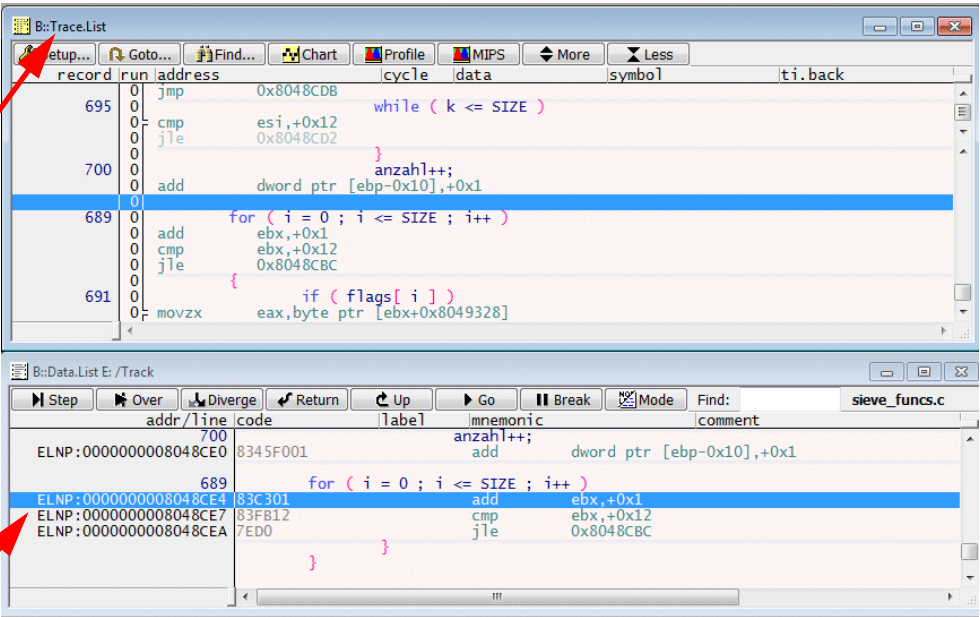 B::Trace.List
Setup... Goto... Find... Chart Profile MIPS More Less
record run address cycle data symbol ti.back
0 jmp 0x8048CDB
695 0 while ( k <= SIZE )
0 cmp esi,+0x12
0 jle 0x8048CD2
0 }
700 0 anzahl++;
0 add dword ptr [ebp-0x10],+0x1
0
689 0 for ( i = 0 ; i <= SIZE ; i++ )
0 add ebx,+0x1
0 cmp ebx,+0x12
0 jle 0x8048CBC
0 {
691 0 if ( flags[ i ] )
0 movzx eax,byte ptr [ebx+0x8049328]
B::Data.List E: /Track
Step Over Diverge Return Up Go Break Mode Find: sieve_funcs.c
addr/line code label mnemonic comment
700 anzahl++;
ELNP:0000000008048CE0 8345F001 add dword ptr [ebp-0x10],+0x1
689 for ( i = 0 ; i <= SIZE ; i++ )
ELNP:0000000008048CE4 83C301 add ebx,+0x1
ELNP:0000000008048CE7 83FB12 cmp ebx,+0x12
ELNP:0000000008048CEA 7ED0 jle 0x8048CBC
}
}